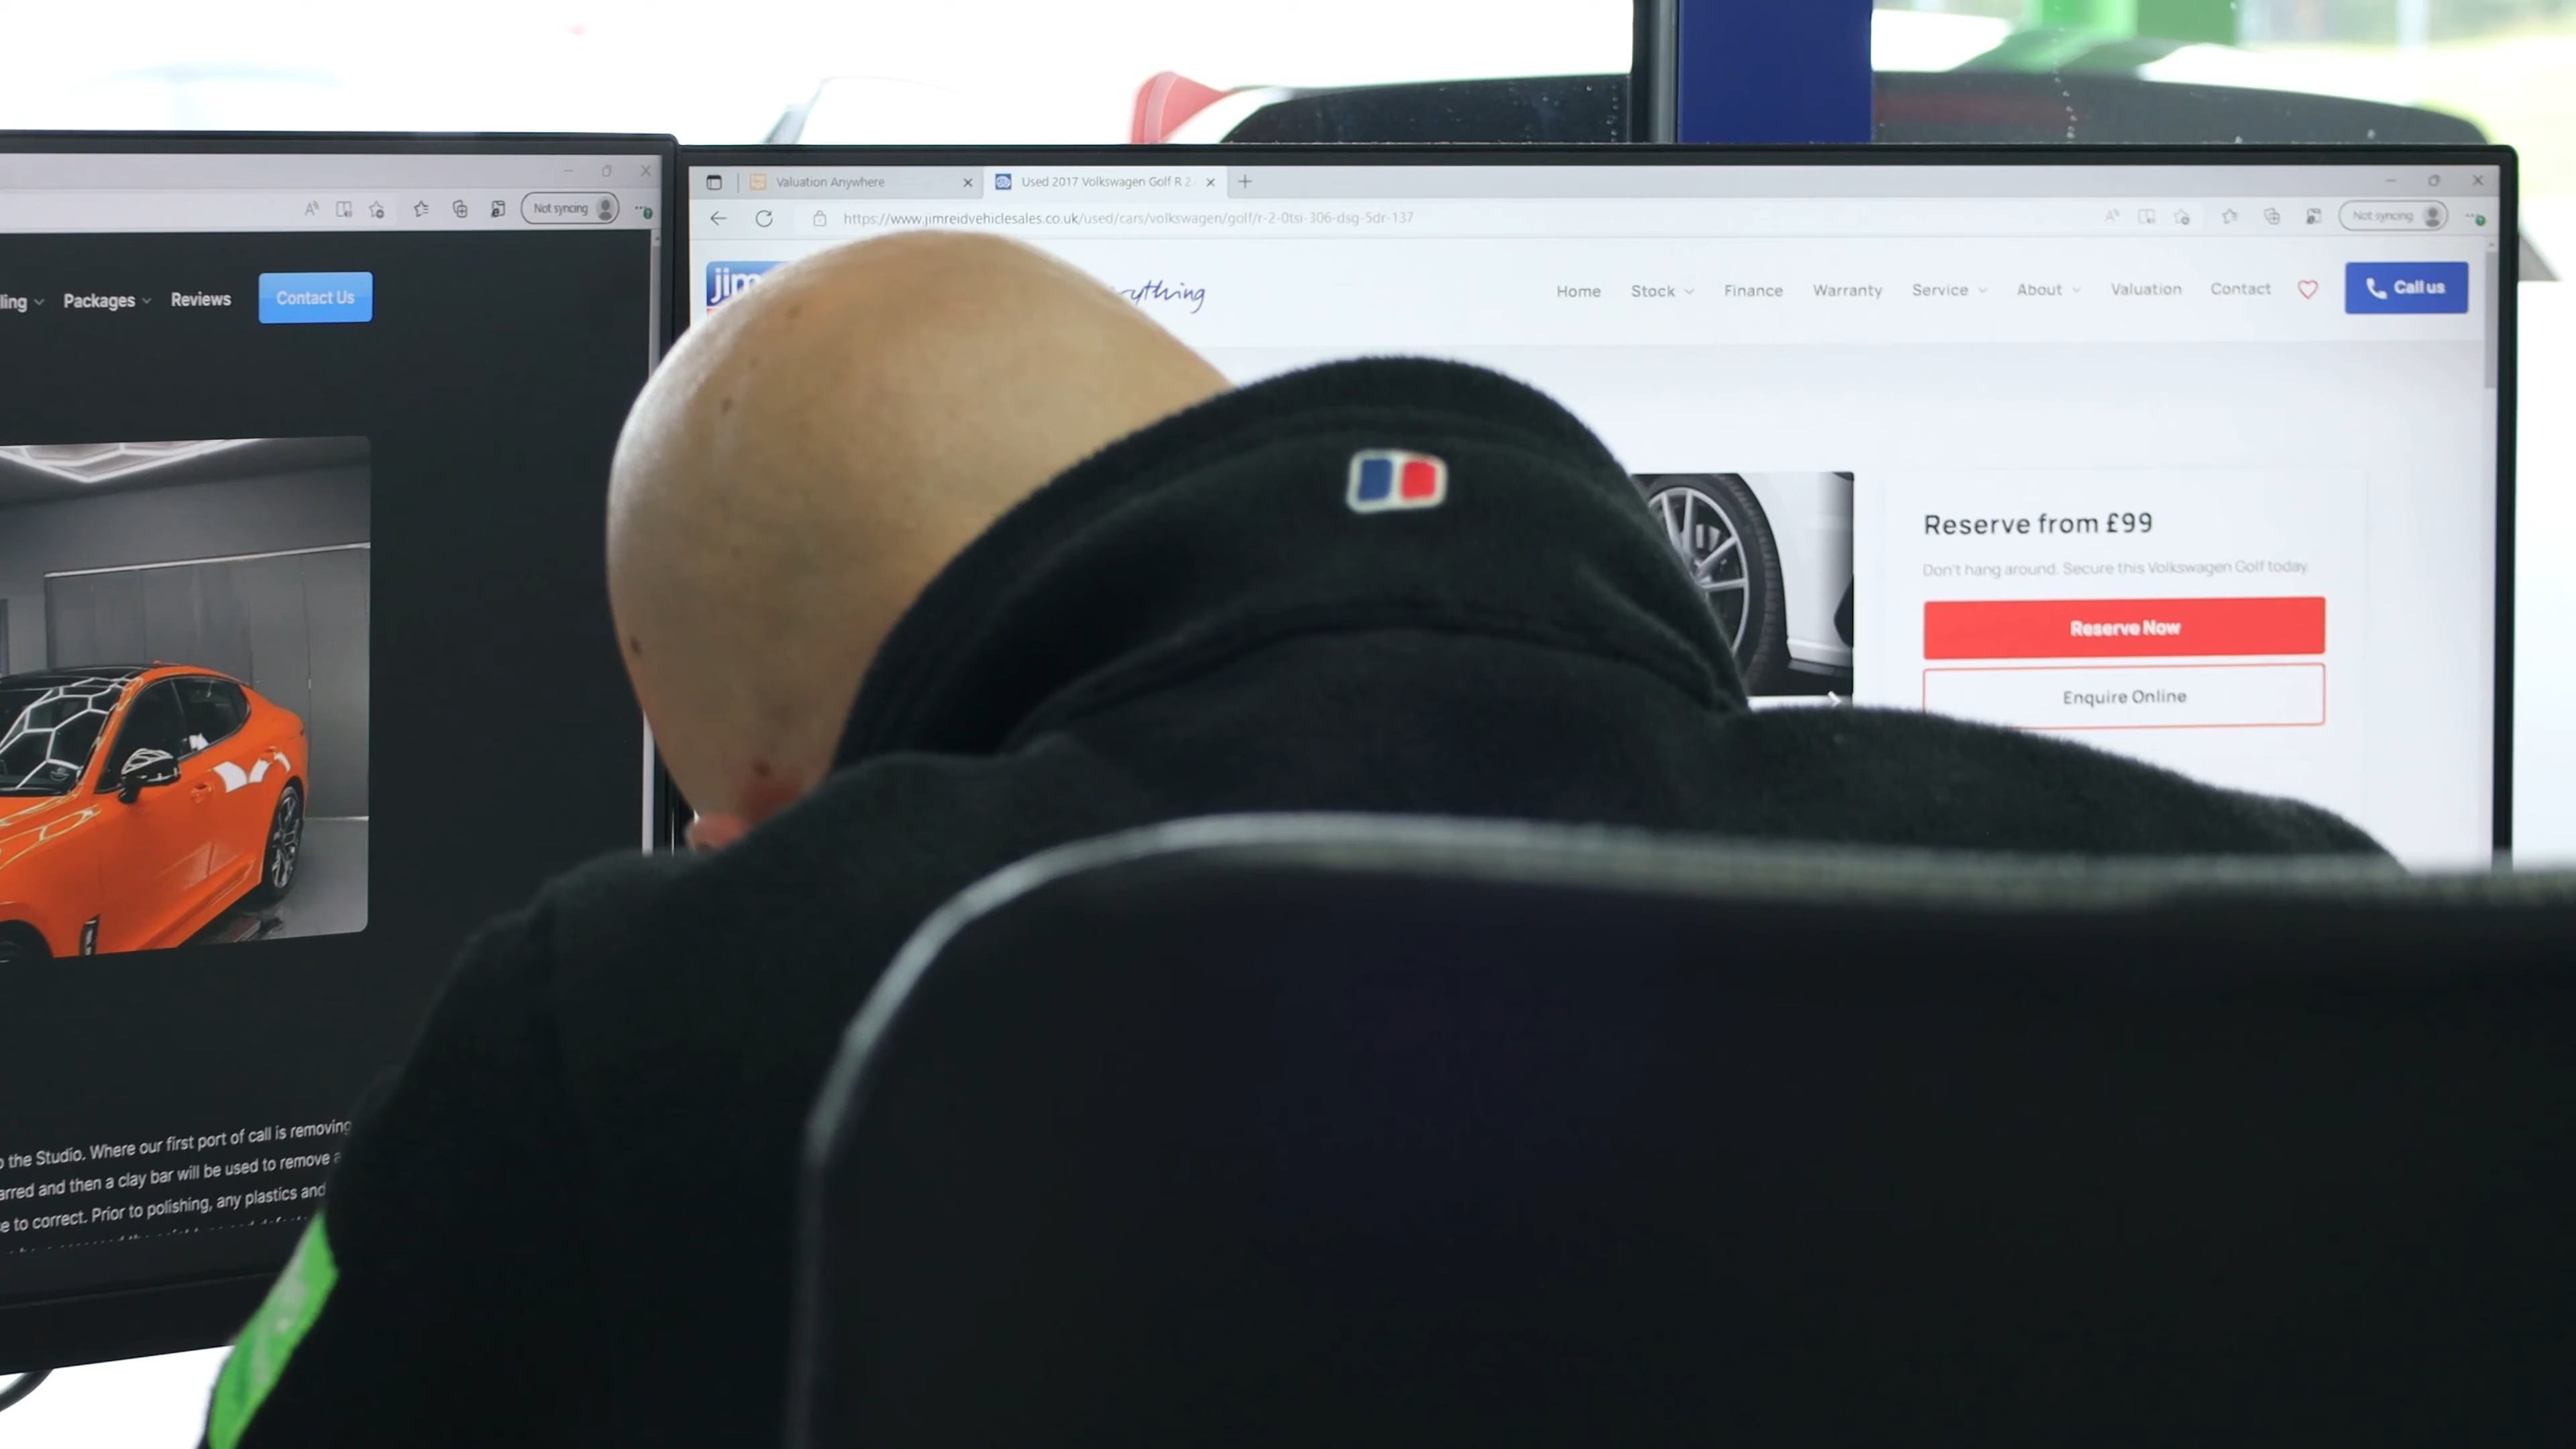 Not syncing
ling
Packages
Reviews
Contact Us
the Studio. Where our first port of call is removing
and then a clay bar will be used to remove
to correct. Prior to polishing, any plastics and
Valuation Anywhere
Used 2017 Volkswagen Golf R 2.
https://www.jimreidvehiclesales.co.uk/used/cars/volkswagen/golf/r-2-0tsi-306-dsg-5dr-137
Not syncing
jim
rything
Home
Stock
Finance
Warranty
Service
About
Valuation
Contact
Call us
Reserve from £99
Don't hang around. Secure this Volkswagen Golf today.
Reserve Now
Enquire Online